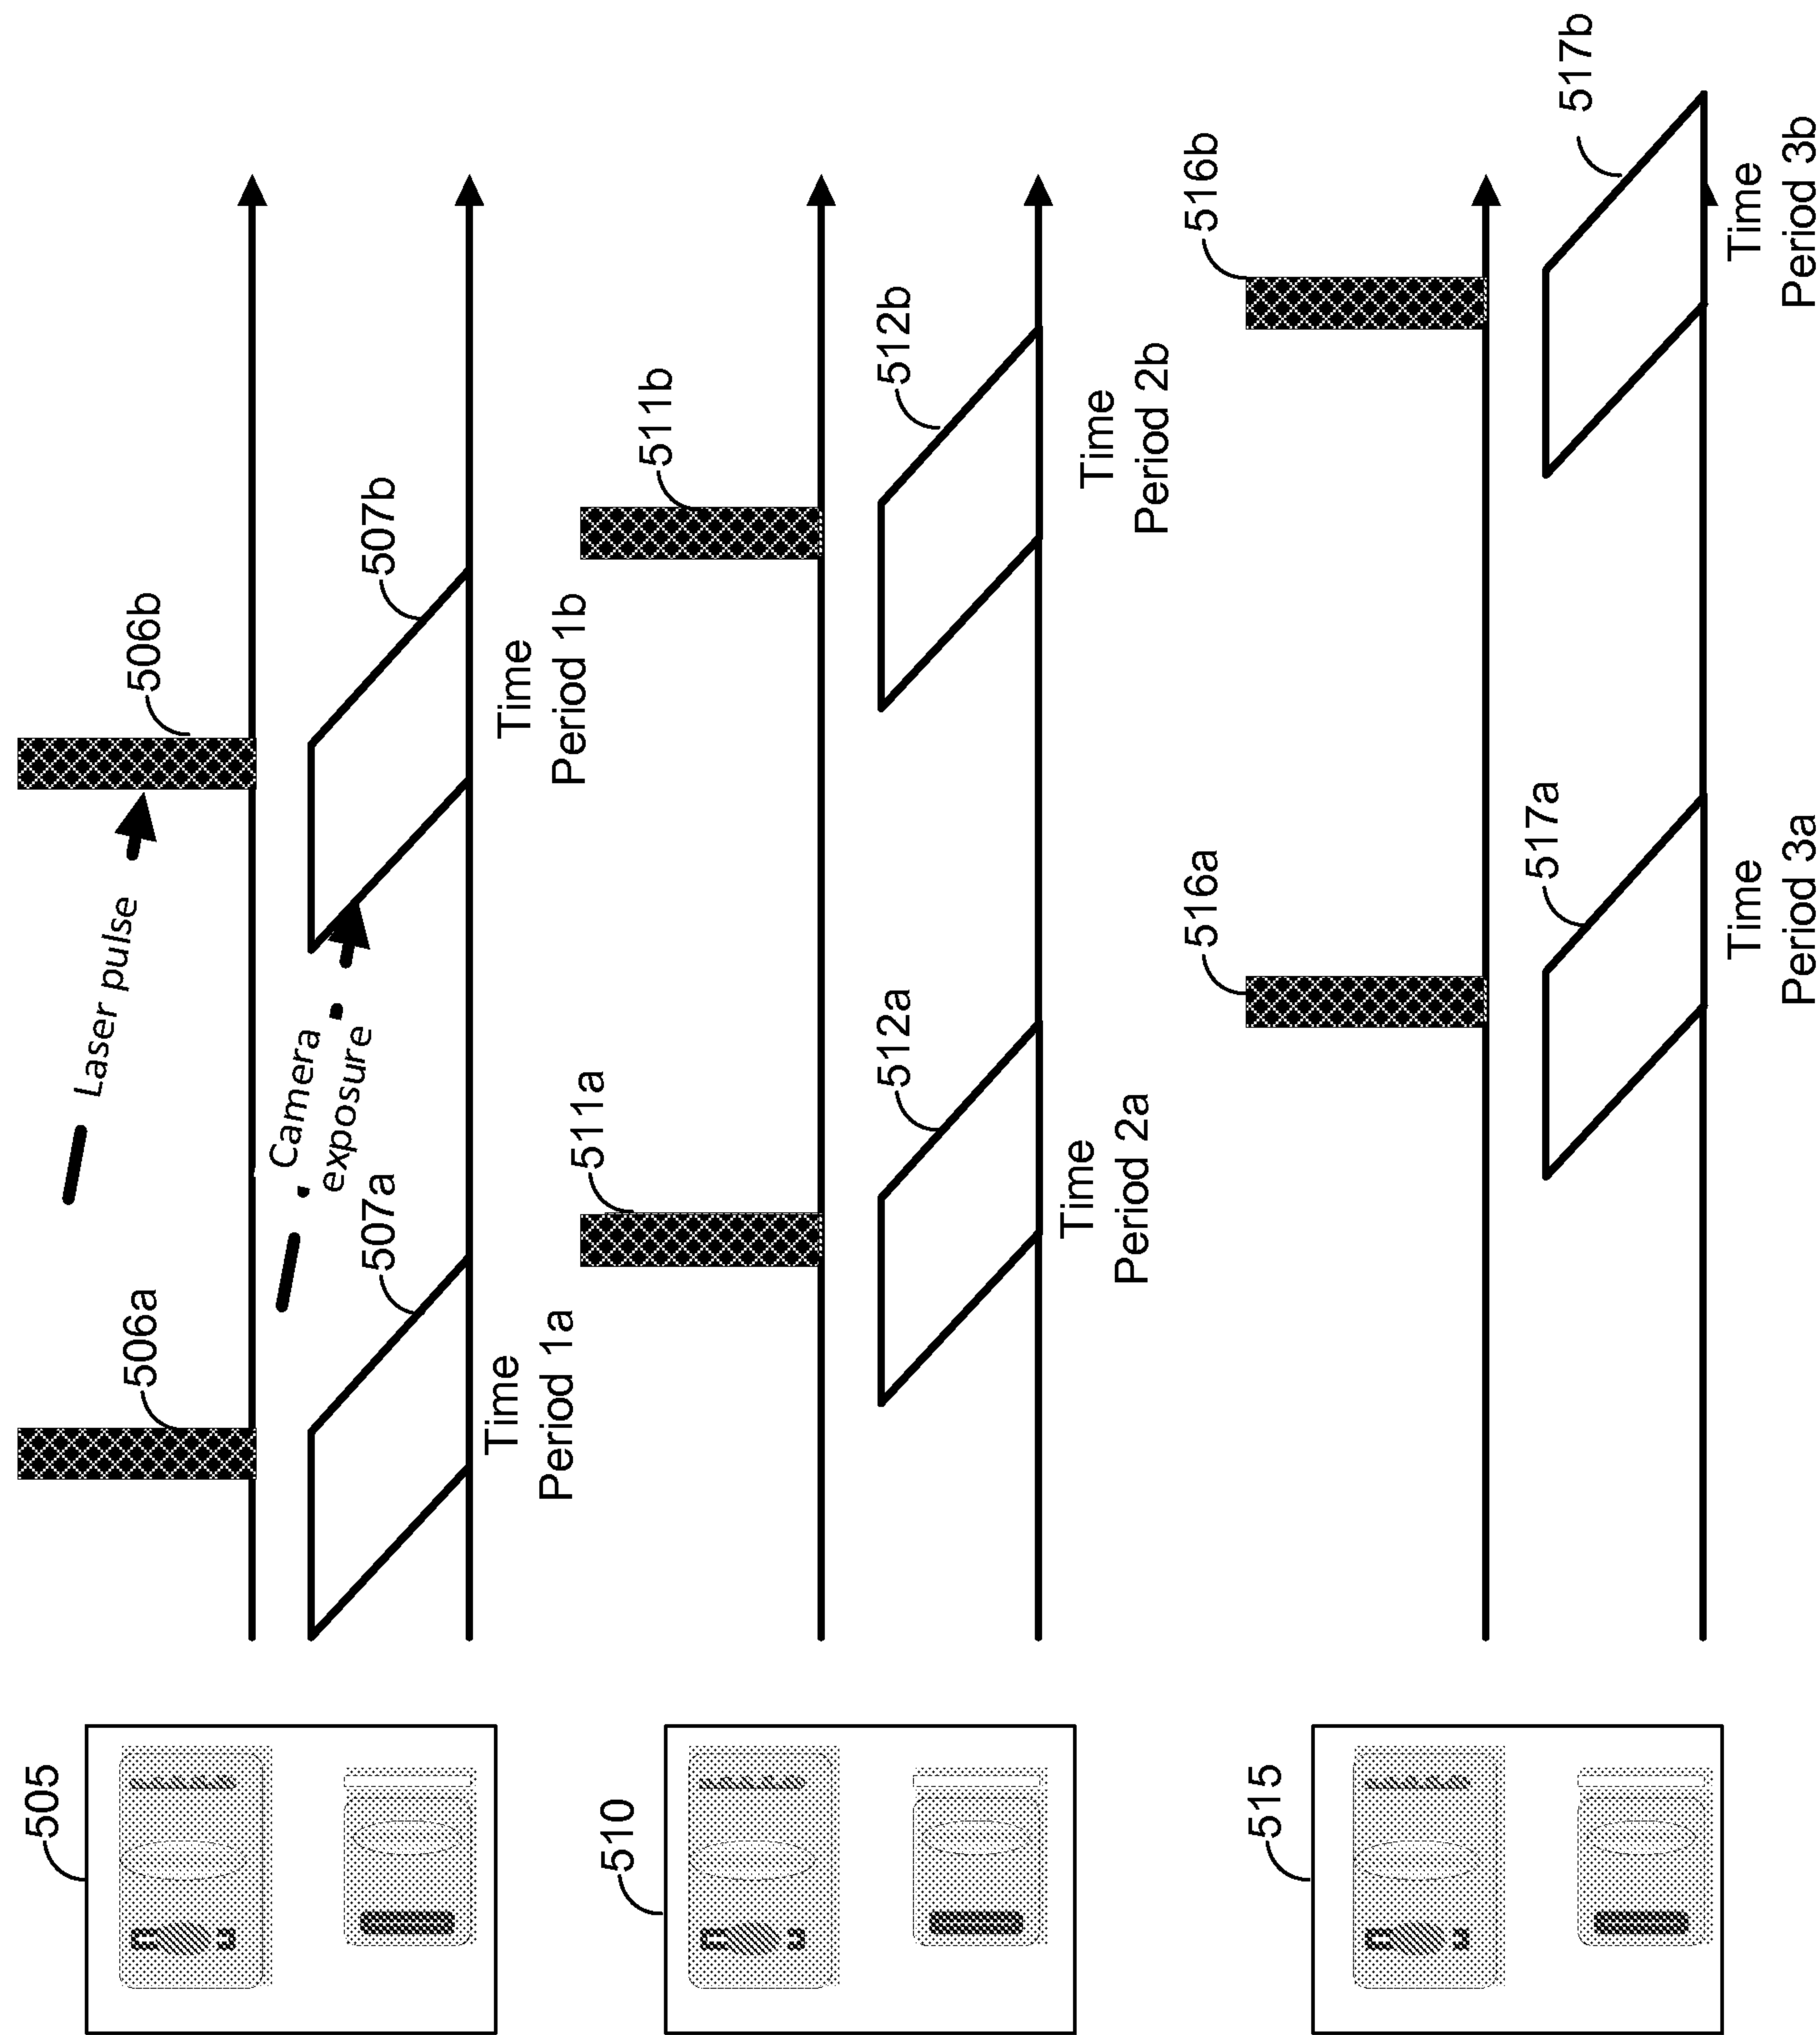 505
506a
Laser pulse
506b
Camera
exposure
507a
507b
Time
Period 1a
Time
Period 1b
510
511a
511b
512a
512b
Time
Period 2a
Time
Period 2b
515
516a
516b
517a
517b
Time
Period 3a
Time
Period 3b